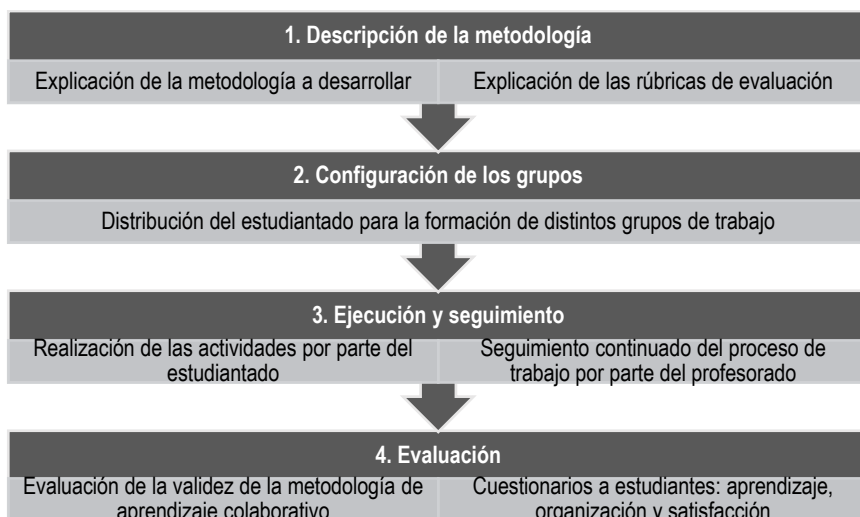 1. Descripción de la metodología
Explicación de la metodología a desarrollar
Explicación de las rúbricas de evaluación
2. Configuración de los grupos
Distribución del estudiantado para la formación de distintos grupos de trabajo
3. Ejecución y seguimiento
Realización de las actividades por parte del
estudiantado
Seguimiento continuado del proceso de
trabajo por parte del profesorado
4. Evaluación
Evaluación de la validez de la metodología de
aprendizaje colaborativo
Cuestionarios a estudiantes: aprendizaje,
organización y satisfacción